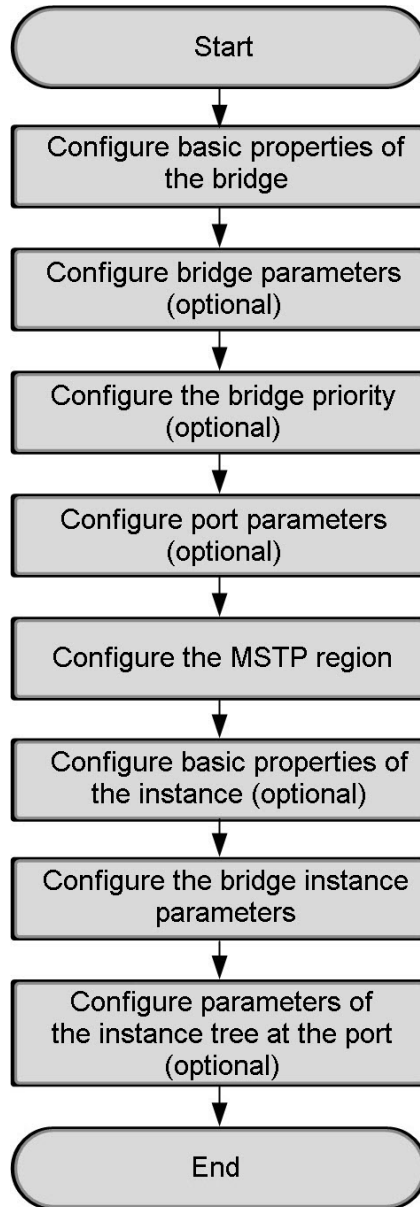 Start
Configure basic properties of
the bridge
Configure bridge parameters
(optional)
Configure the bridge priority
(optional)
Configure port parameters
(optional)
Configure the MSTP region
Configure basic properties of
the instance (optional)
Configure the bridge instance
parameters
Configure parameters of
the instance tree at the port
(optional)
End